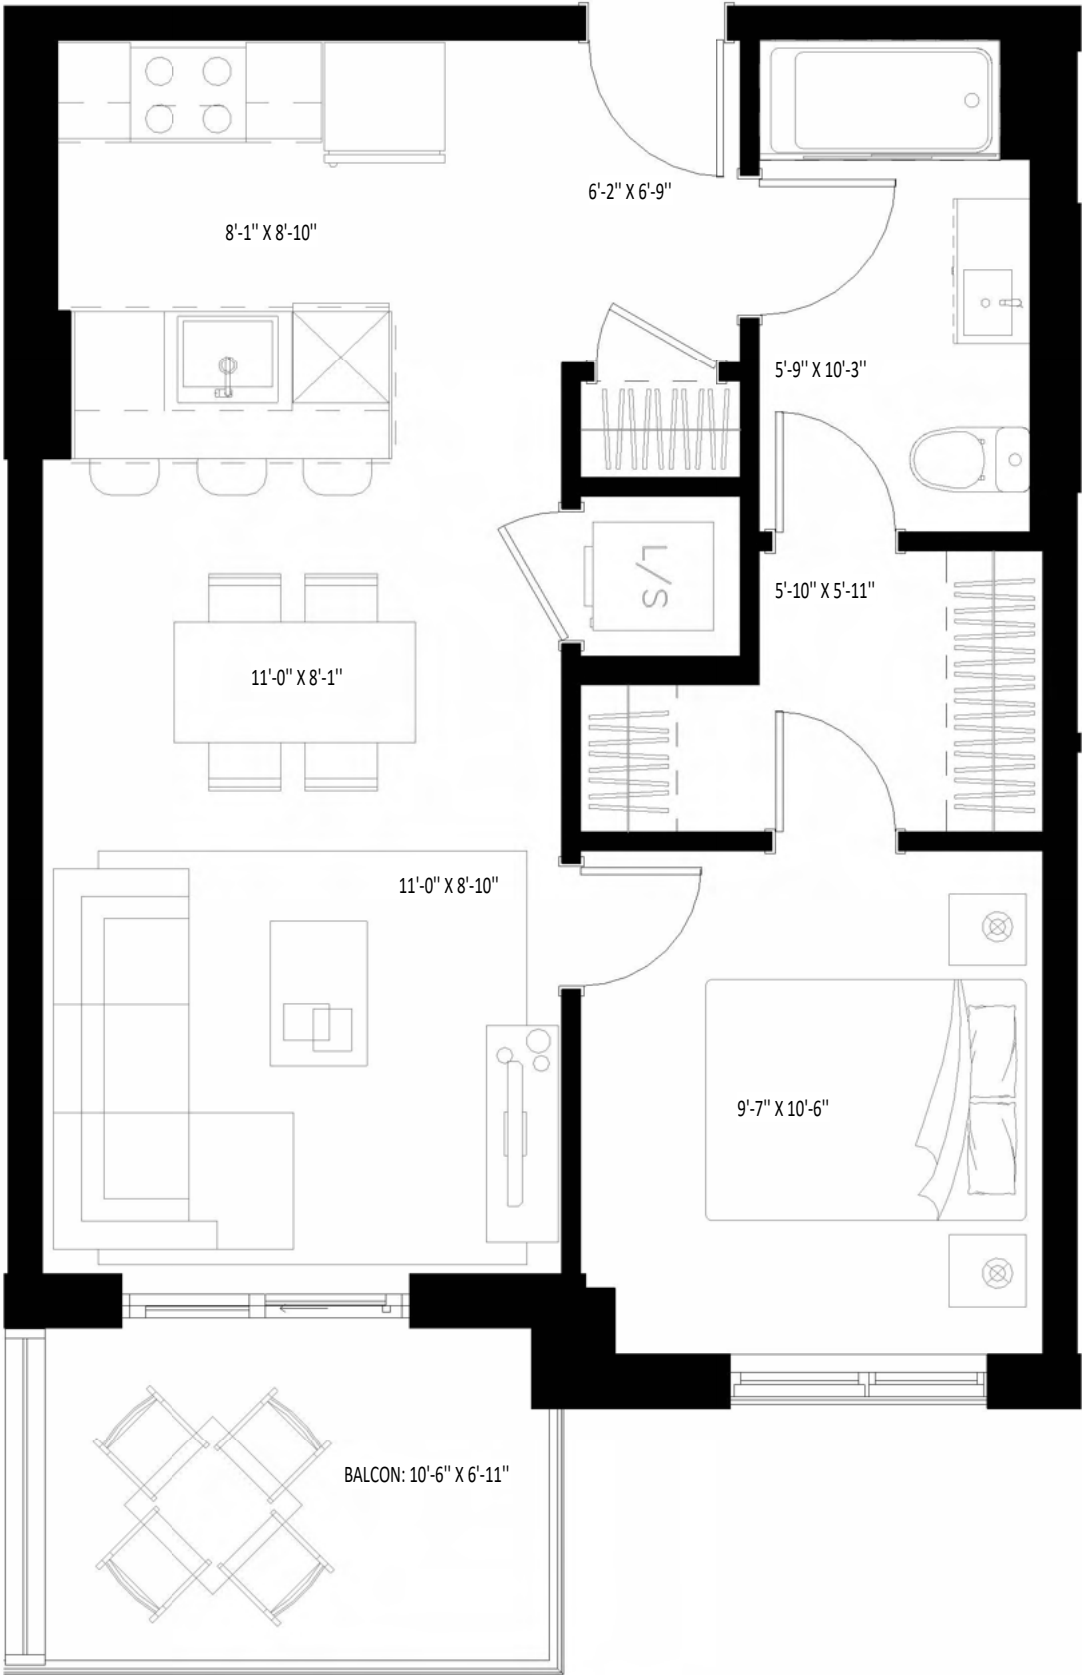 6'-2" X 6'-9"
8'-1" X 8'-10"
5'-9" X 10'-3"
L/S
5'-10" X 5'-11"
11'-0" X 8'-1"
11'-0" X 8'-10"
9'-7" X 10'-6"
BALCON: 10'-6" X 6'-11"